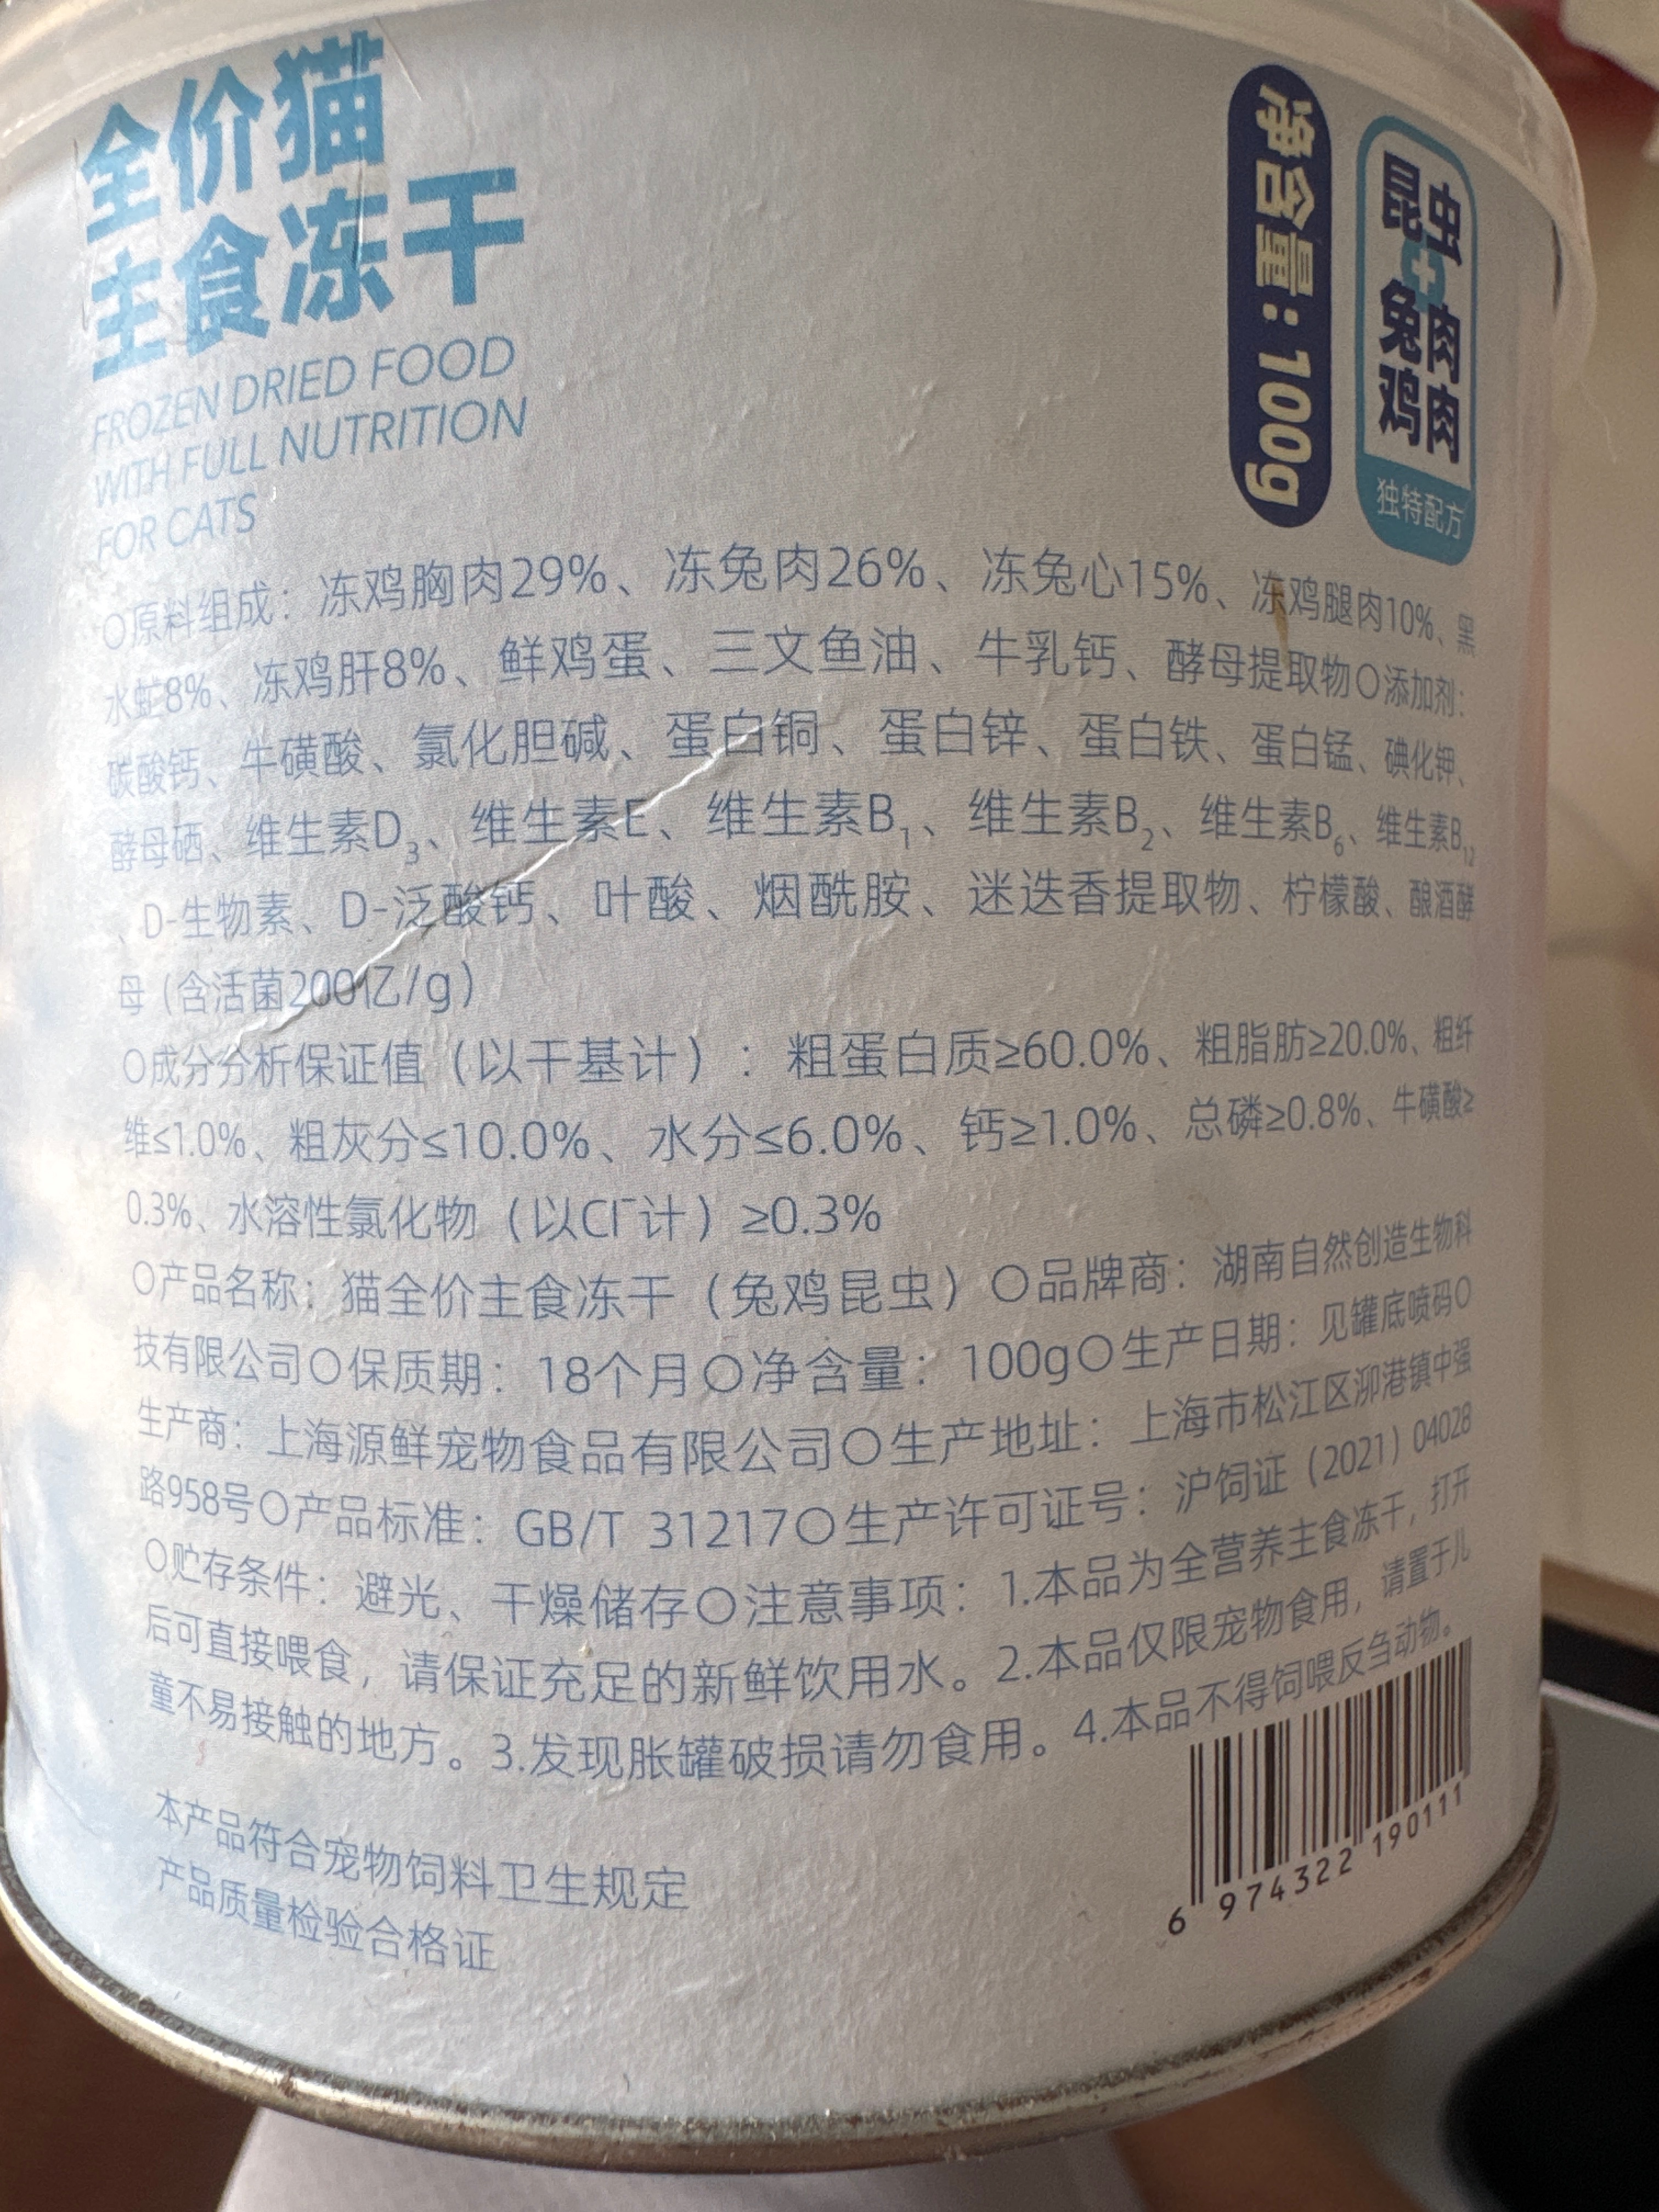 全价猫
主食冻干
FROZEN DRIED FOOD
WITH FULL NUTRITION
FOR CATS
净含量：100g
昆虫
+
兔肉
鸡肉
独特配方
○原料组成：冻鸡胸肉29%、冻兔肉26%、冻兔心15%、冻鸡腿肉10%、黑
水虻8%、冻鸡肝8%、鲜鸡蛋、三文鱼油、牛乳钙、酵母提取物○添加剂：
碳酸钙、牛磺酸、氯化胆碱、蛋白铜、蛋白锌、蛋白铁、蛋白锰、碘化钾、
酵母硒、维生素D₃、维生素E、维生素B₁、维生素B₂、维生素B₆、维生素B₁₂
、D-生物素、D-泛酸钙、叶酸、烟酰胺、迷迭香提取物、柠檬酸、酿酒酵
母（含活菌200亿/g）
○成分分析保证值（以干基计）：粗蛋白质≥60.0%、粗脂肪≥20.0%、粗纤
维≤1.0%、粗灰分≤10.0%、水分≤6.0%、钙≥1.0%、总磷≥0.8%、牛磺酸≥
0.3%、水溶性氯化物（以Cl⁻计）≥0.3%
○产品名称：猫全价主食冻干（兔鸡昆虫）○品牌商：湖南自然创造生物科
技有限公司○保质期：18个月○净含量：100g○生产日期：见罐底喷码○
生产商：上海源鲜宠物食品有限公司○生产地址：上海市松江区泖港镇中强
路958号○产品标准：GB/T 31217○生产许可证号：沪饲证（2021）04028
○贮存条件：避光、干燥储存○注意事项：1.本品为全营养主食冻干，打开
后可直接喂食，请保证充足的新鲜饮用水。2.本品仅限宠物食用，请置于儿
童不易接触的地方。3.发现胀罐破损请勿食用。4.本品不得饲喂反刍动物。
本产品符合宠物饲料卫生规定
产品质量检验合格证
6 974322 190111